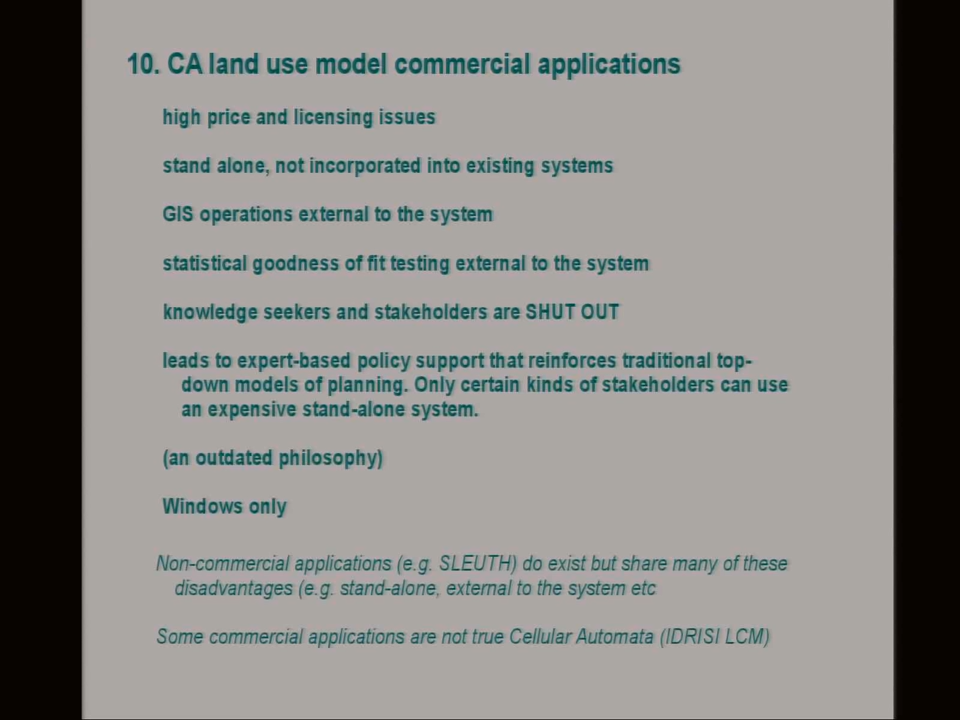 10. CA land use model commercial applications
high price and licensing issues
stand alone, not incorporated into existing systems
GIS operations external to the system
statistical goodness of fit testing external to the system
knowledge seekers and stakeholders are SHUT OUT
leads to expert-based policy support that reinforces traditional top-
down models of planning. Only certain kinds of stakeholders can use
an expensive stand-alone system.
(an outdated philosophy)
Windows only
Non-commercial applications (e.g. SLEUTH) do exist but share many of these
disadvantages (e.g. stand-alone, external to the system etc
Some commercial applications are not true Cellular Automata (IDRISI LCM)